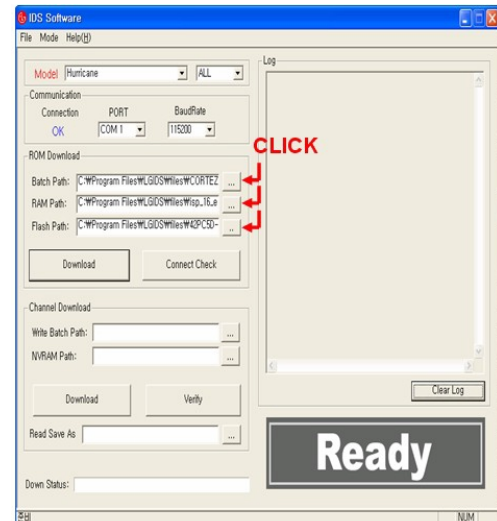 IDS Software
File Mode Help(H)
Model Hurricane ALL
Communication
Connection PORT BaudRate
OK COM 1 115200
ROM Download
CLICK
Batch Path: C:₩Program Files₩LGIDS₩files₩CORTEZ ...
RAM Path: C:₩Program Files₩LGIDS₩files₩isp_16_e ...
Flash Path: C:₩Program Files₩LGIDS₩files₩42PC5D- ...
Download Connect Check
Channel Download
Write Batch Path: ...
NVRAM Path: ...
Download Verify
Read Save As ...
Down Status:
Log
Clear Log
Ready
준비 NUM